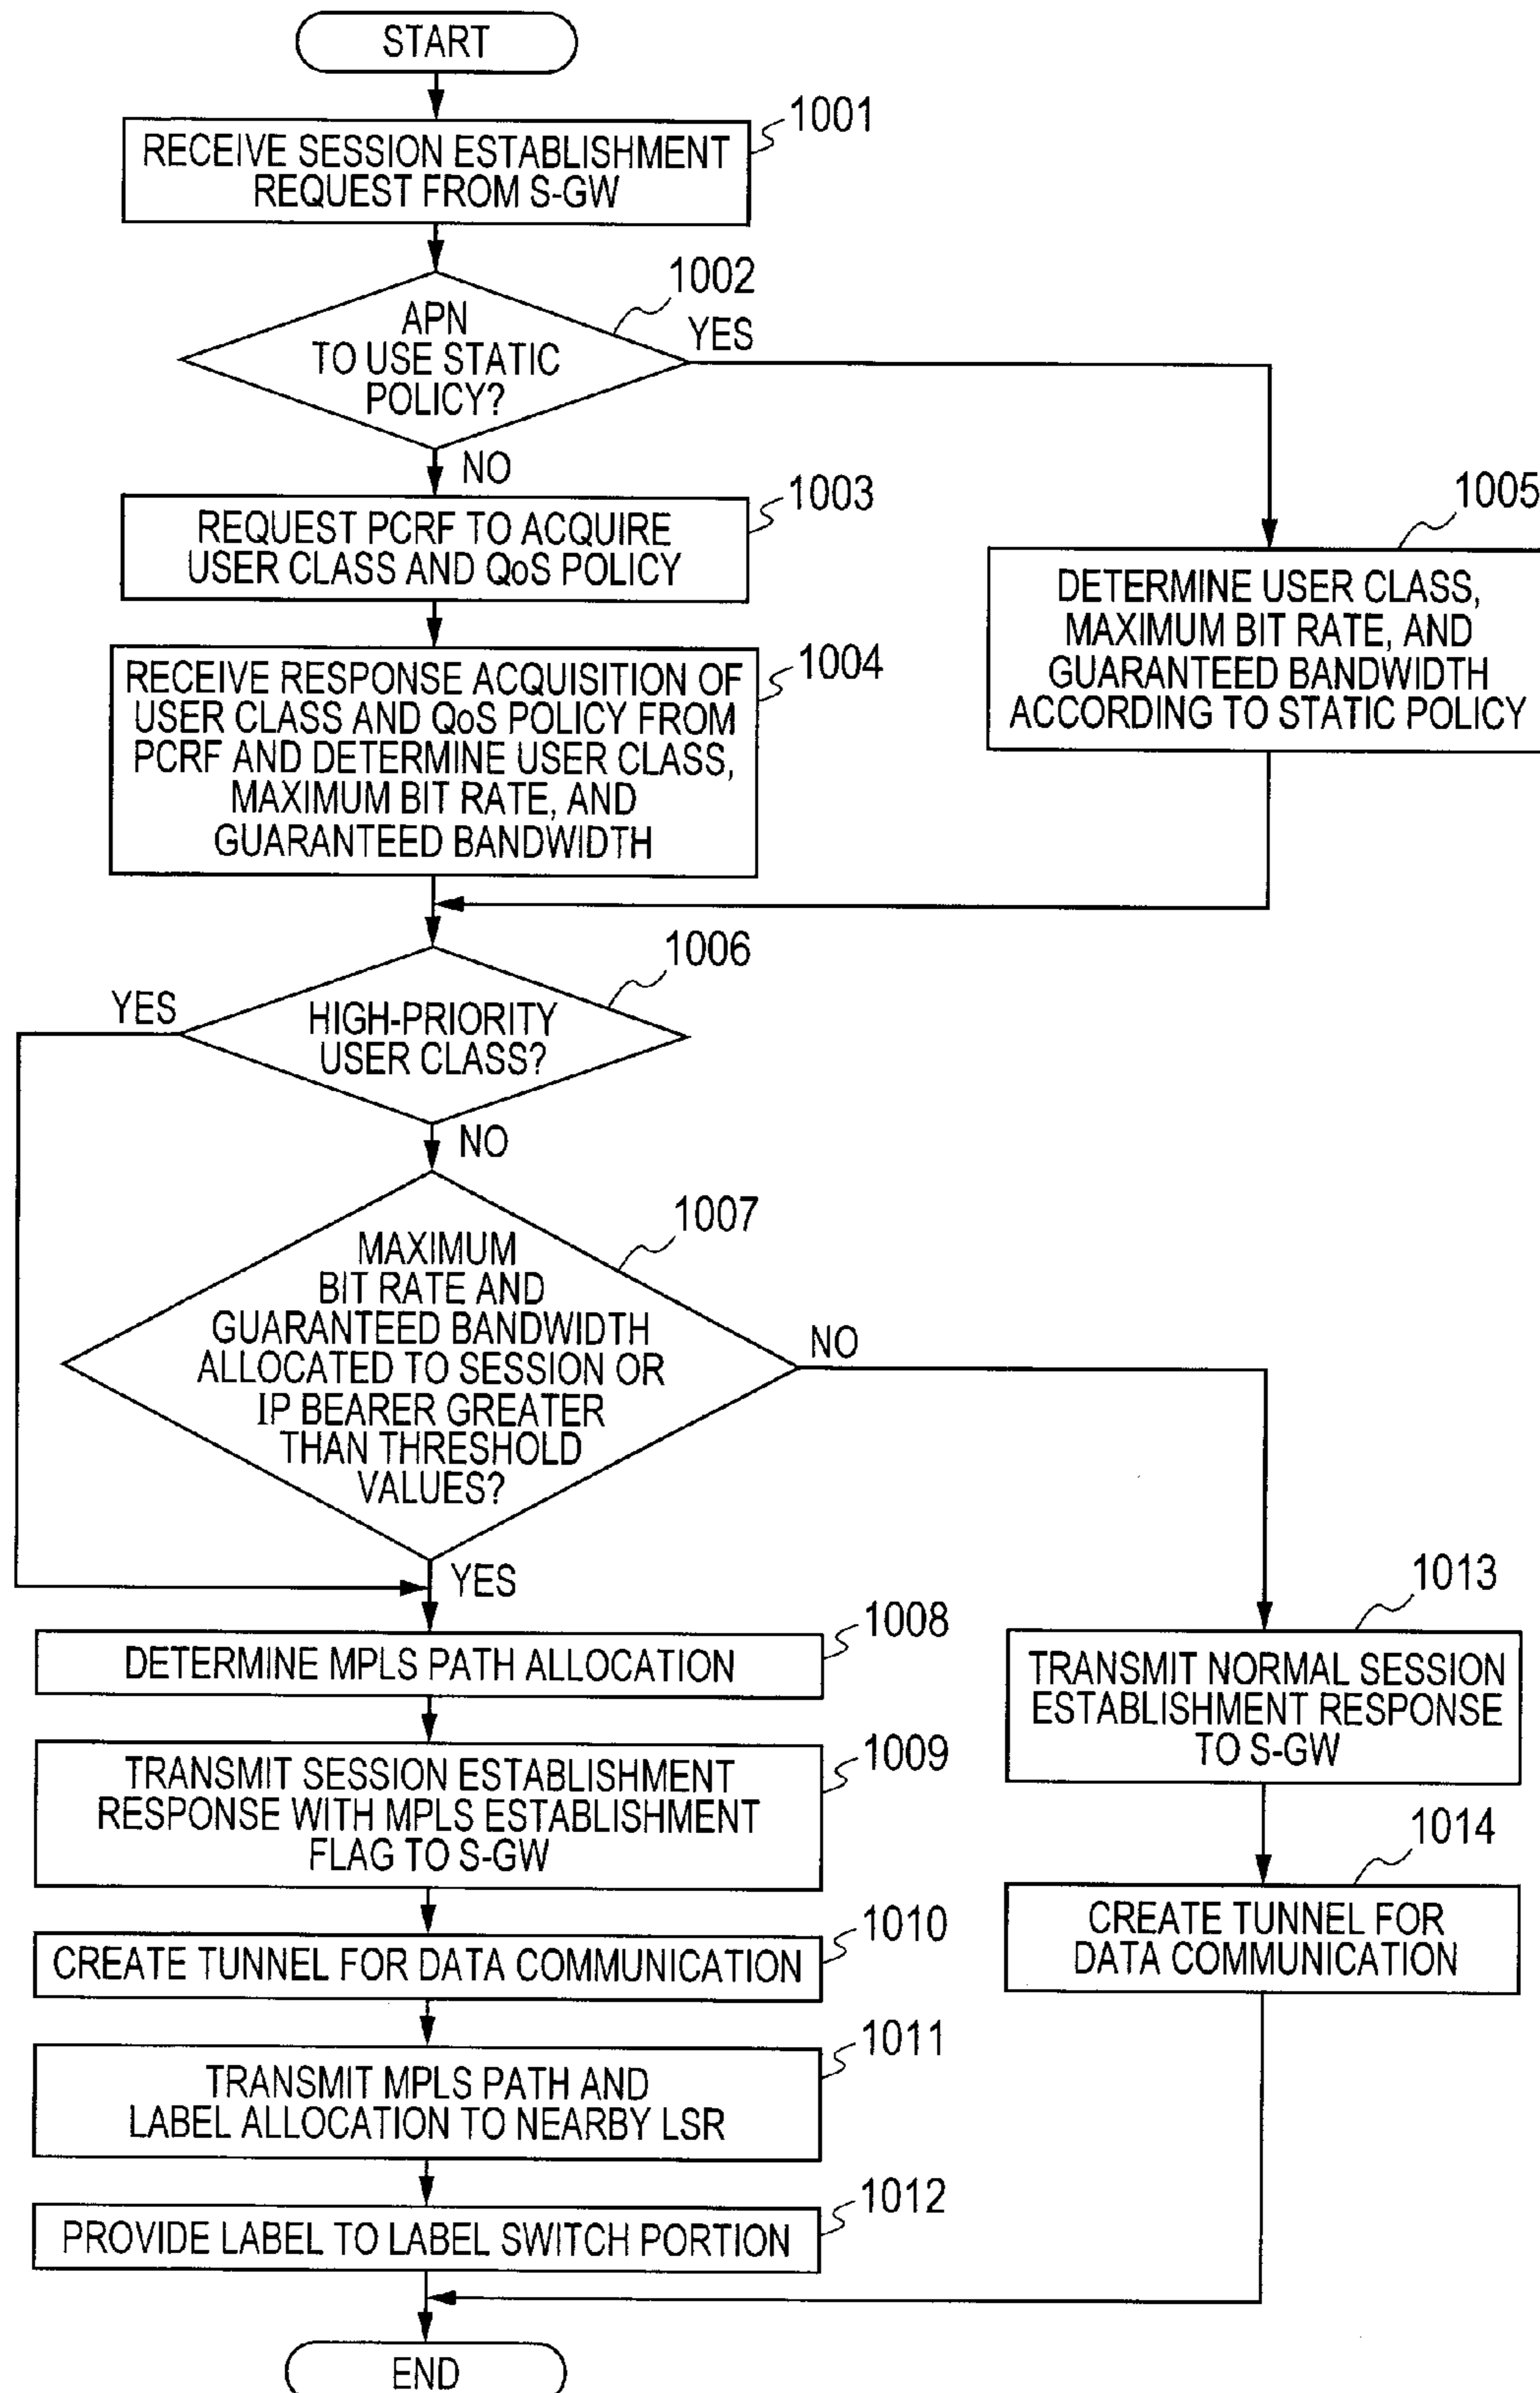 START
1001
RECEIVE SESSION ESTABLISHMENT
REQUEST FROM S-GW
1002
APN
TO USE STATIC
POLICY?
YES
NO
1003
REQUEST PCRF TO ACQUIRE
USER CLASS AND QoS POLICY
1005
DETERMINE USER CLASS,
MAXIMUM BIT RATE, AND
GUARANTEED BANDWIDTH
ACCORDING TO STATIC POLICY
1004
RECEIVE RESPONSE ACQUISITION OF
USER CLASS AND QoS POLICY FROM
PCRF AND DETERMINE USER CLASS,
MAXIMUM BIT RATE, AND
GUARANTEED BANDWIDTH
1006
YES
HIGH-PRIORITY
USER CLASS?
NO
1007
MAXIMUM
BIT RATE AND
GUARANTEED BANDWIDTH
ALLOCATED TO SESSION OR
IP BEARER GREATER
THAN THRESHOLD
VALUES?
NO
YES
1008
DETERMINE MPLS PATH ALLOCATION
1013
TRANSMIT NORMAL SESSION
ESTABLISHMENT RESPONSE
TO S-GW
1009
TRANSMIT SESSION ESTABLISHMENT
RESPONSE WITH MPLS ESTABLISHMENT
FLAG TO S-GW
1014
CREATE TUNNEL FOR
DATA COMMUNICATION
1010
CREATE TUNNEL FOR DATA COMMUNICATION
1011
TRANSMIT MPLS PATH AND
LABEL ALLOCATION TO NEARBY LSR
1012
PROVIDE LABEL TO LABEL SWITCH PORTION
END